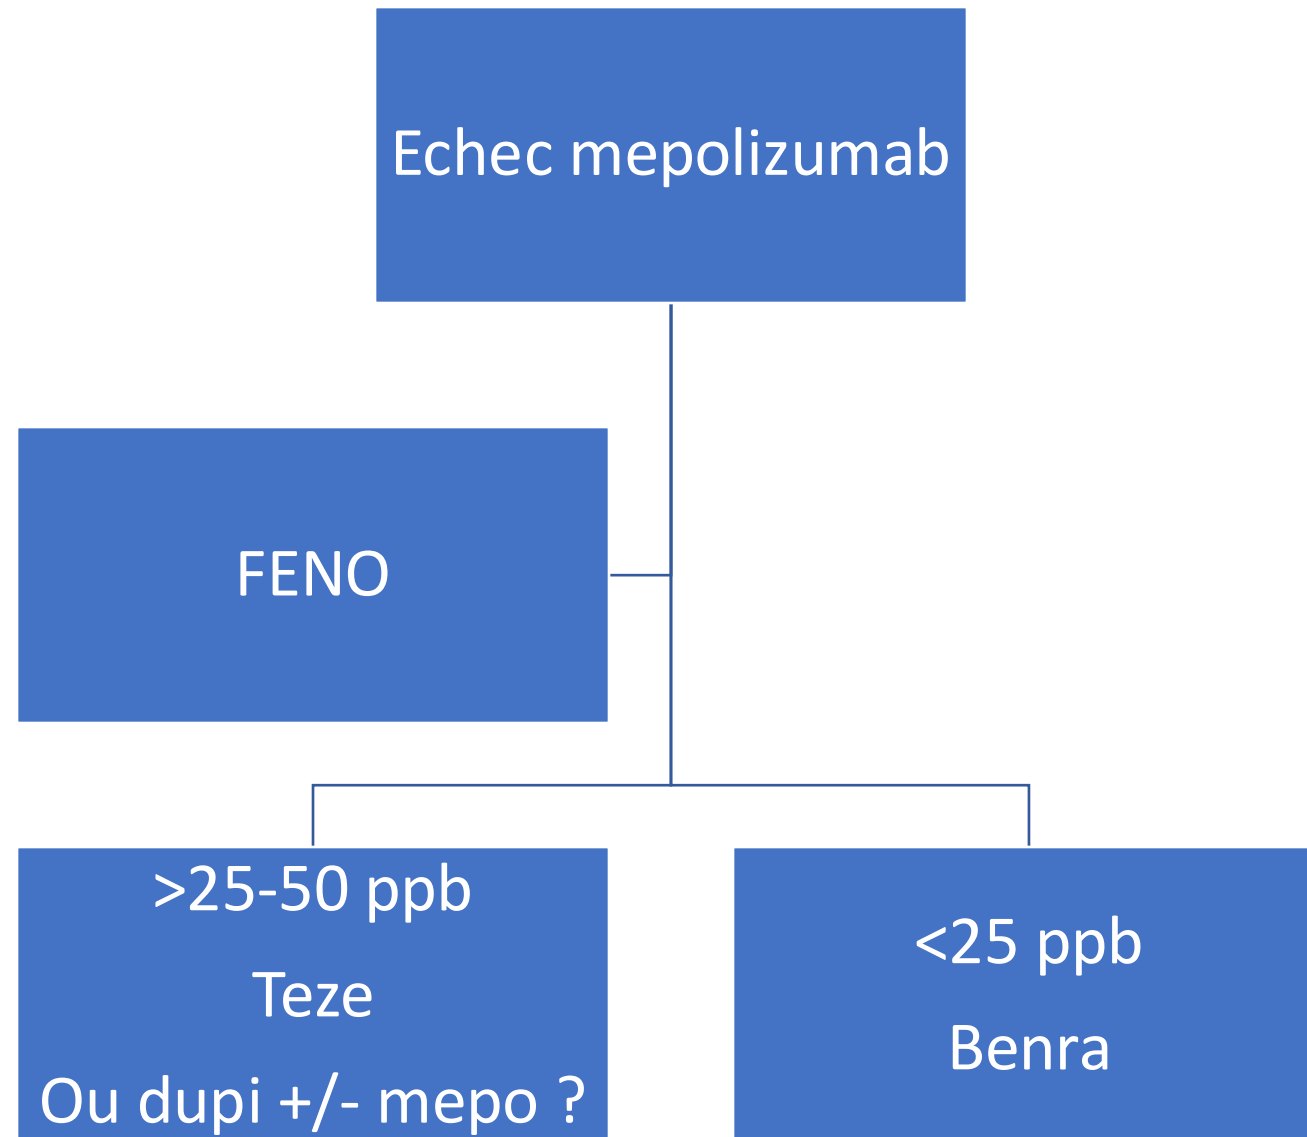 Echec mepolizumab
FENO
>25-50 ppb
Teze
Ou dupi +/- mepo ?
<25 ppb
Benra